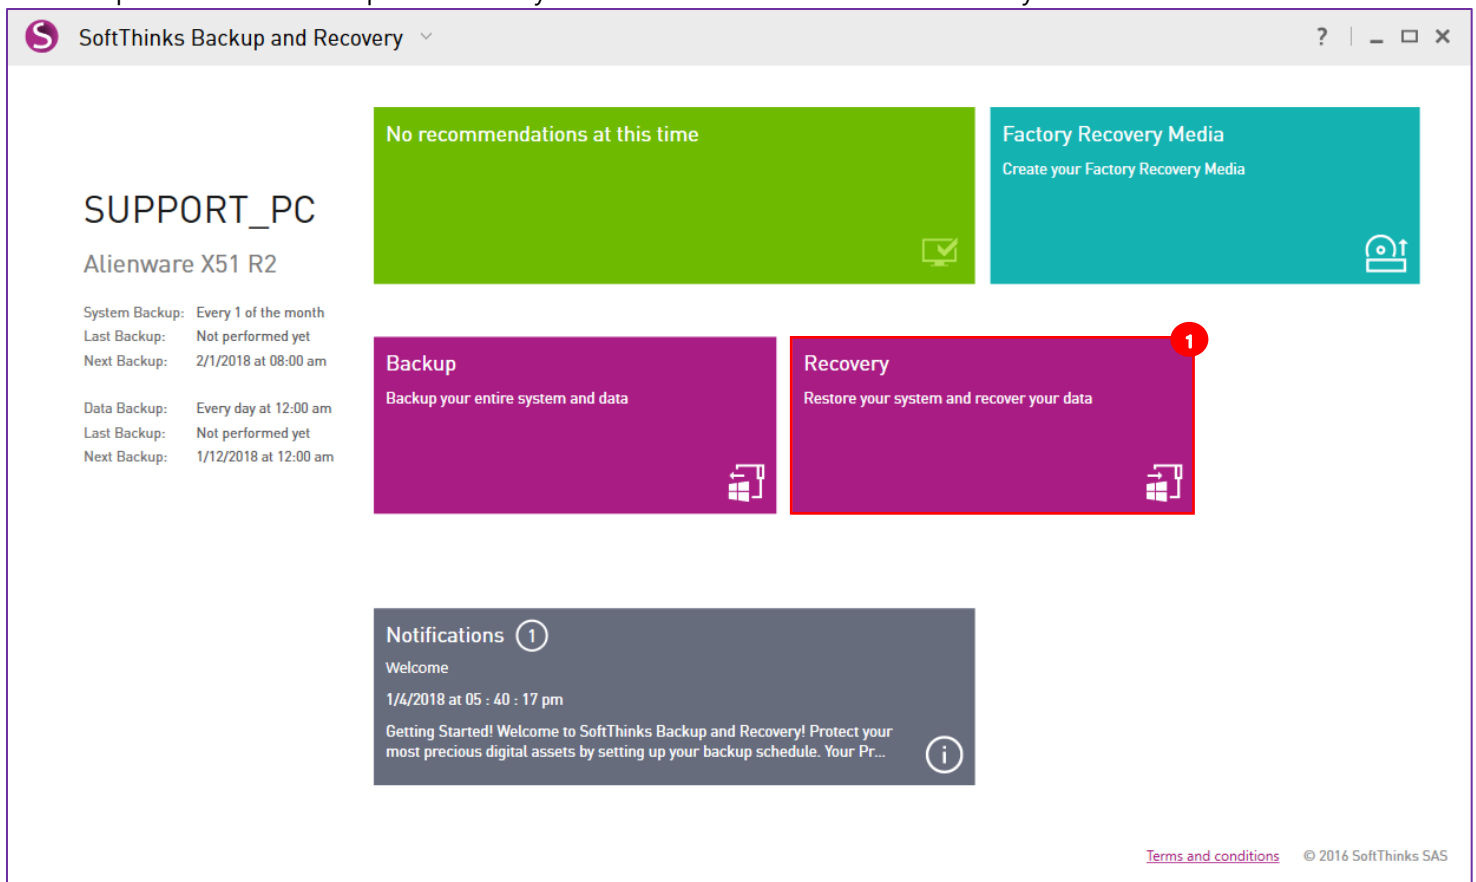 SoftThinks Backup and Recovery
?
SUPPORT_PC
Alienware X51 R2
System Backup: Every 1 of the month
Last Backup: Not performed yet
Next Backup: 2/1/2018 at 08:00 am
Data Backup: Every day at 12:00 am
Last Backup: Not performed yet
Next Backup: 1/12/2018 at 12:00 am
No recommendations at this time
Factory Recovery Media
Create your Factory Recovery Media
Backup
Backup your entire system and data
1
Recovery
Restore your system and recover your data
Notifications 1
Welcome
1/4/2018 at 05 : 40 : 17 pm
Getting Started! Welcome to SoftThinks Backup and Recovery! Protect your
most precious digital assets by setting up your backup schedule. Your Pr...
Terms and conditions © 2016 SoftThinks SAS